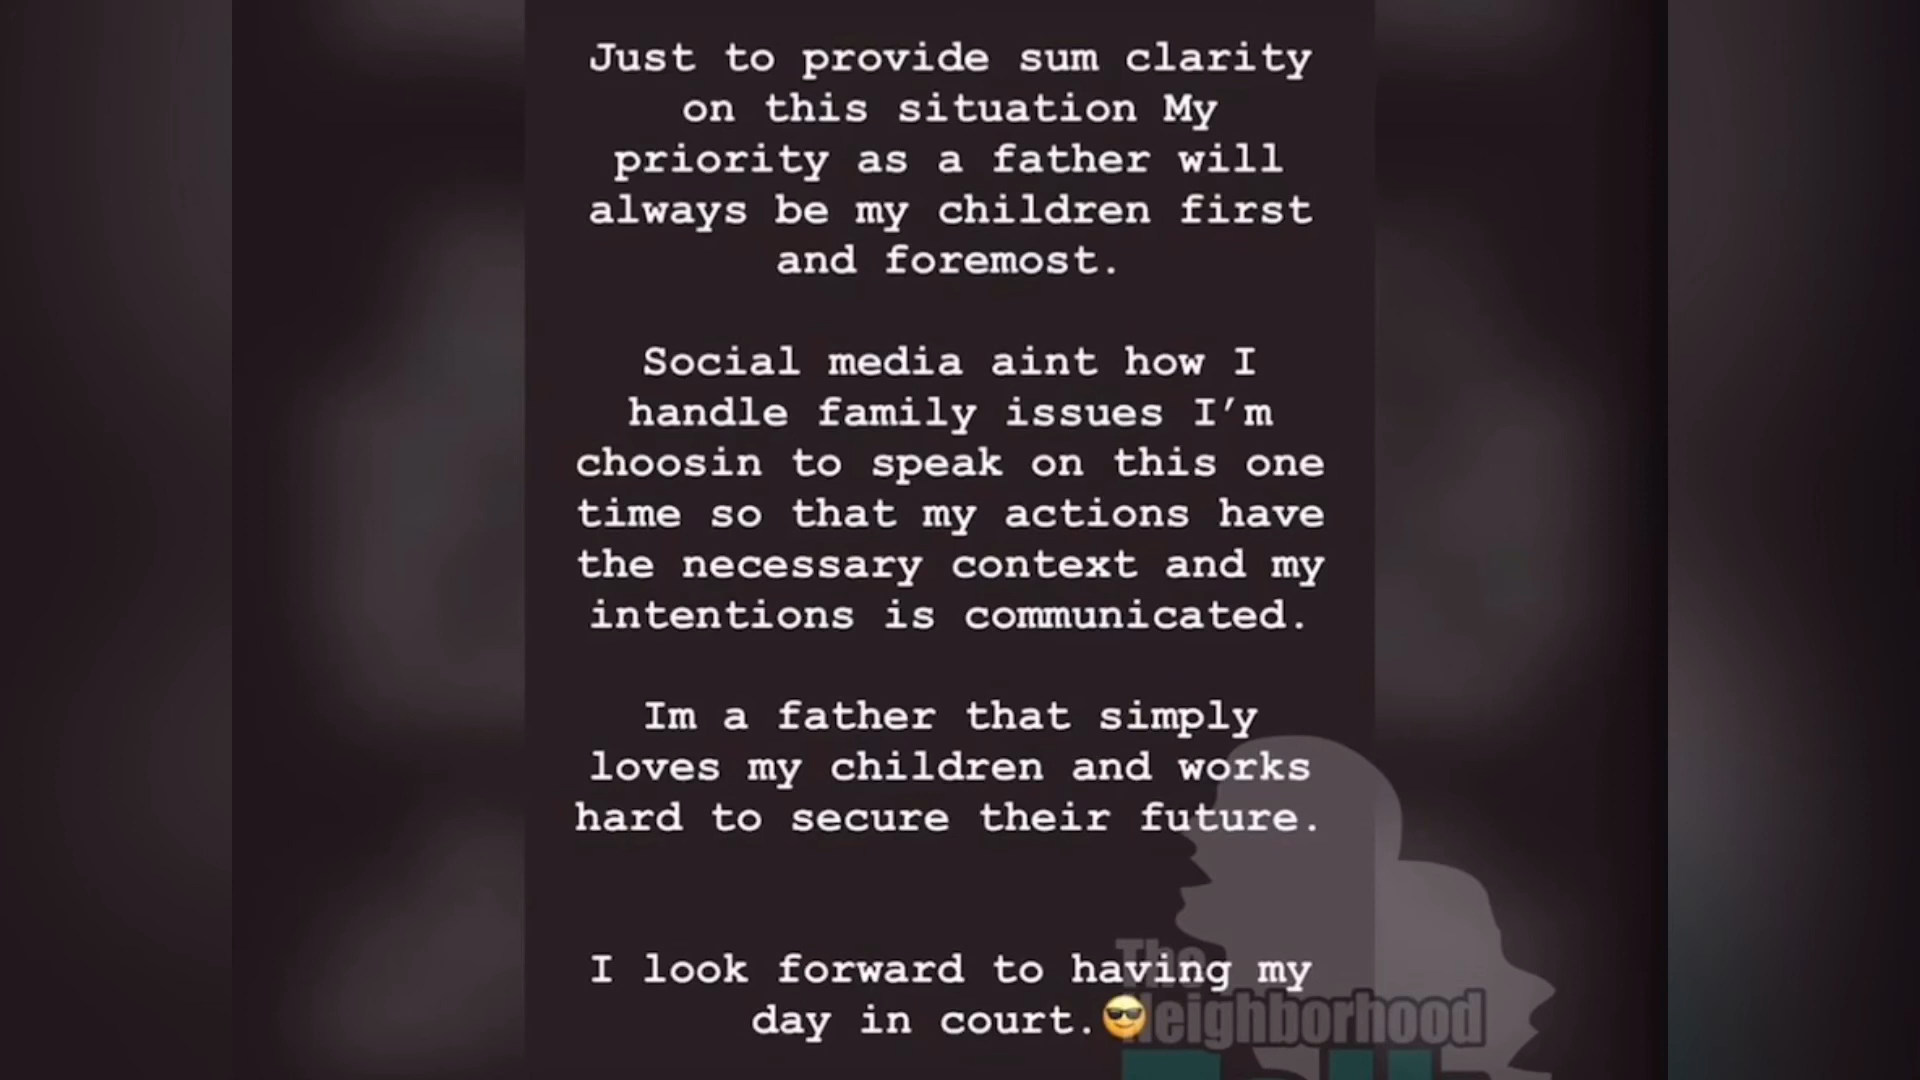 Just to provide sum clarity
on this situation My
priority as a father will
always be my children first
and foremost.
Social media aint how I
handle family issues I’m
choosin to speak on this one
time so that my actions have
the necessary context and my
intentions is communicated.
Im a father that simply
loves my children and works
hard to secure their future.
I look forward to having my
day in court.😎
The
Neighborhood